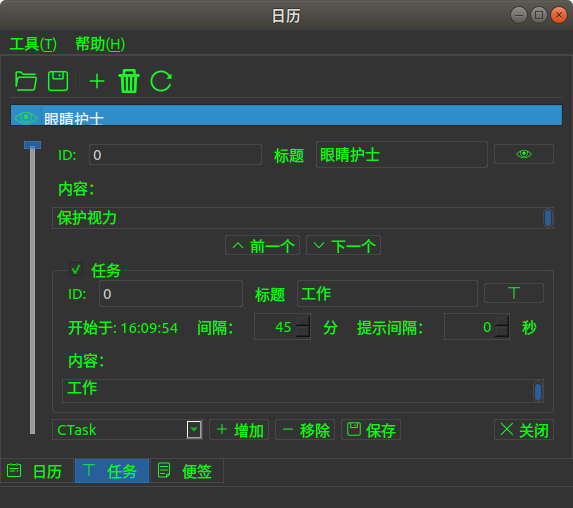 日历
工具(T) 帮助(H)
眼睛护士
ID: 0 标题 眼睛护士
内容:
保护视力
前一个 下一个
任务
ID: 0 标题 工作
开始于: 16:09:54 间隔: 45 分 提示间隔: 0 秒
内容:
工作
CTask 增加 移除 保存 关闭
日历 任务 便签